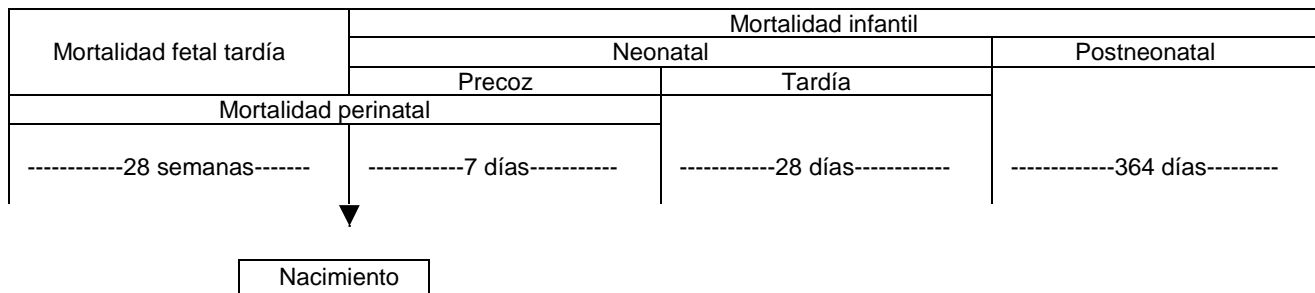 Mortalidad infantil
Mortalidad fetal tardía
Neonatal
Postneonatal
Precoz
Tardía
Mortalidad perinatal
------------28 semanas-------
------------7 días-----------
------------28 días------------
-------------364 días---------
Nacimiento